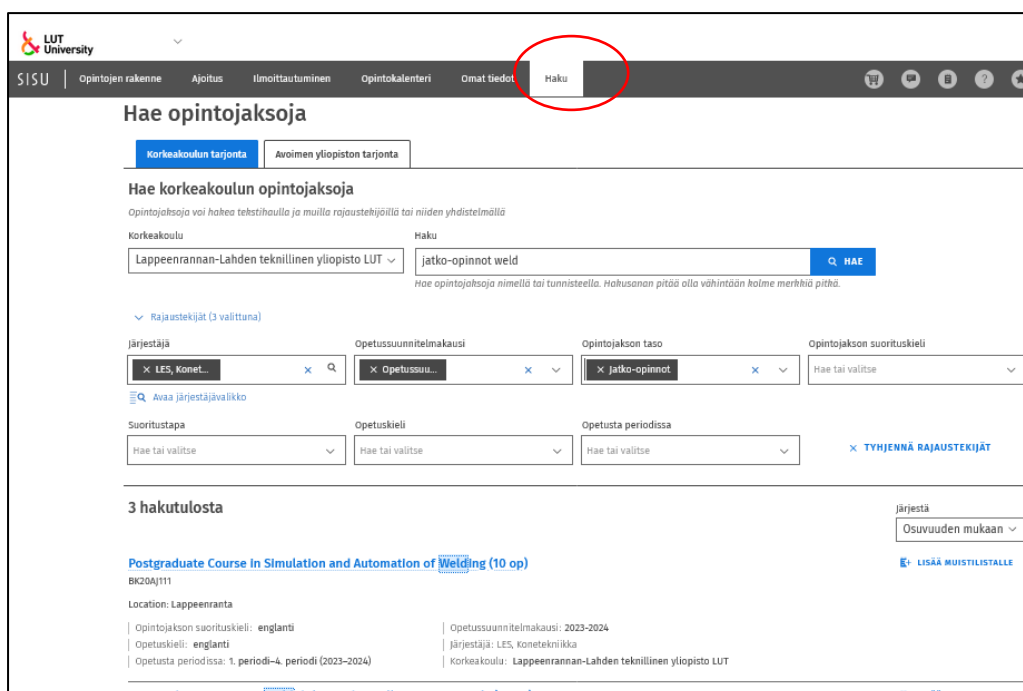 LUT
University
SISU Opintojen rakenne Ajoitus Ilmoittautuminen Opintokalenteri Omat tiedot Haku
Hae opintojaksoja
Korkeakoulun tarjonta Avoimen yliopiston tarjonta
Hae korkeakoulun opintojaksoja
Opintojaksoja voi hakea tekstihaulla ja muilla rajaustekijöillä tai niiden yhdistelmällä
Korkeakoulu Haku
Lappeenrannan-Lahden teknillinen yliopisto LUT jatko-opinnot weld HAE
Hae opintojaksoja nimellä tai tunnisteella. Hakusanan pitää olla vähintään kolme merkkiä pitkä.
Rajaustekijät (3 valittuna)
Järjestäjä Opetussuunnitelmakausi Opintojakson taso Opintojakson suorituskieli
× LES, Konet... × × Opetussuu... × × Jatko-opinnot × Hae tai valitse
Avaa järjestäjävalikko
Suoritustapa Opetuskieli Opetusta periodissa
Hae tai valitse Hae tai valitse Hae tai valitse × TYHJENNÄ RAJAUSTEKIJÄT
3 hakutulosta
Järjestä
Osuvuuden mukaan
Postgraduate Course in Simulation and Automation of Welding (10 op) LISÄÄ MUISTILISTALLE
BK20AJ111
Location: Lappeenranta
Opintojakson suorituskieli: englanti Opetussuunnitelmakausi: 2023-2024
Opetuskieli: englanti Järjestäjä: LES, Konetekniikka
Opetusta periodissa: 1. periodi–4. periodi (2023–2024) Korkeakoulu: Lappeenrannan-Lahden teknillinen yliopisto LUT